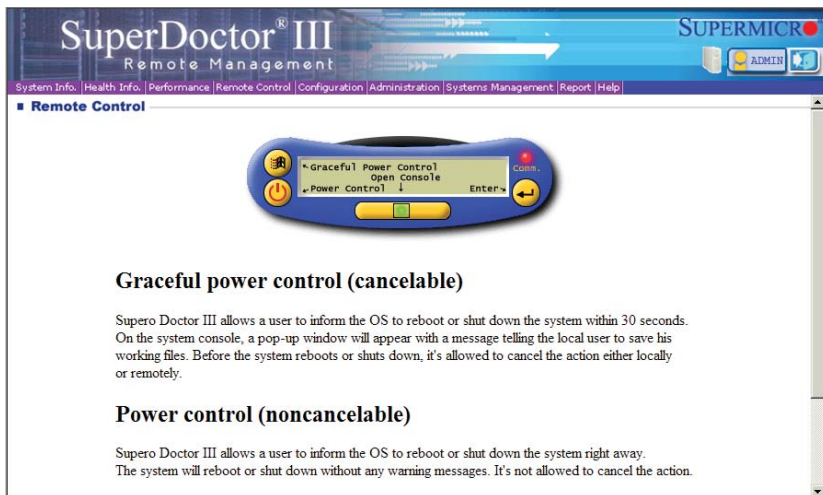 SuperDoctor® III
Remote Management
SUPERMICRO
ADMIN
System Info. Health Info. Performance Remote Control Configuration Administration Systems Management Report Help
Remote Control
Graceful Power Control
Open Console
Power Control Enter
Comm.
Graceful power control (cancelable)
Supero Doctor III allows a user to inform the OS to reboot or shut down the system within 30 seconds.
On the system console, a pop-up window will appear with a message telling the local user to save his
working files. Before the system reboots or shuts down, it's allowed to cancel the action either locally
or remotely.
Power control (noncancelable)
Supero Doctor III allows a user to inform the OS to reboot or shut down the system right away.
The system will reboot or shut down without any warning messages. It's not allowed to cancel the action.